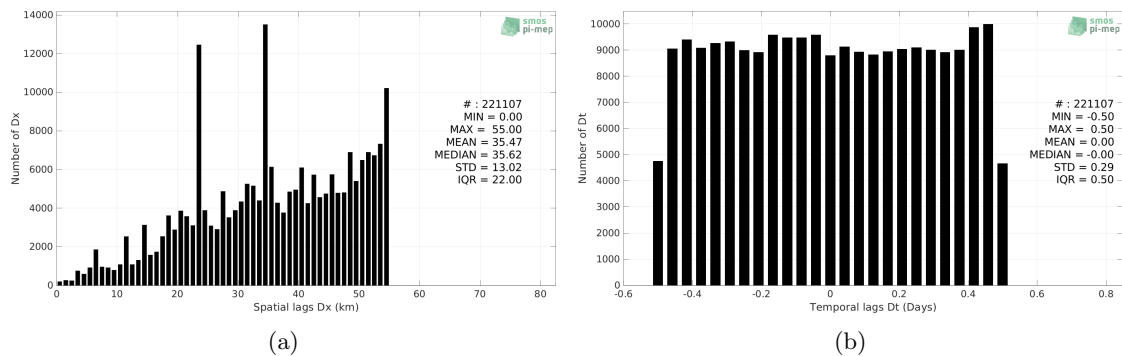 14000
12000
10000
8000
6000
4000
2000
0
Number of Dx
0 10 20 30 40 50 60 70 80
Spatial lags Dx (km)
smos
pi-mep
# : 221107
MIN = 0.00
MAX = 55.00
MEAN = 35.47
MEDIAN = 35.62
STD = 13.02
IQR = 22.00
(a)
10000
9000
8000
7000
6000
5000
4000
3000
2000
1000
0
Number of Dt
-0.6 -0.4 -0.2 0 0.2 0.4 0.6 0.8
Temporal lags Dt (Days)
smos
pi-mep
# : 221107
MIN = -0.50
MAX = 0.50
MEAN = 0.00
MEDIAN = -0.00
STD = 0.29
IQR = 0.50
(b)